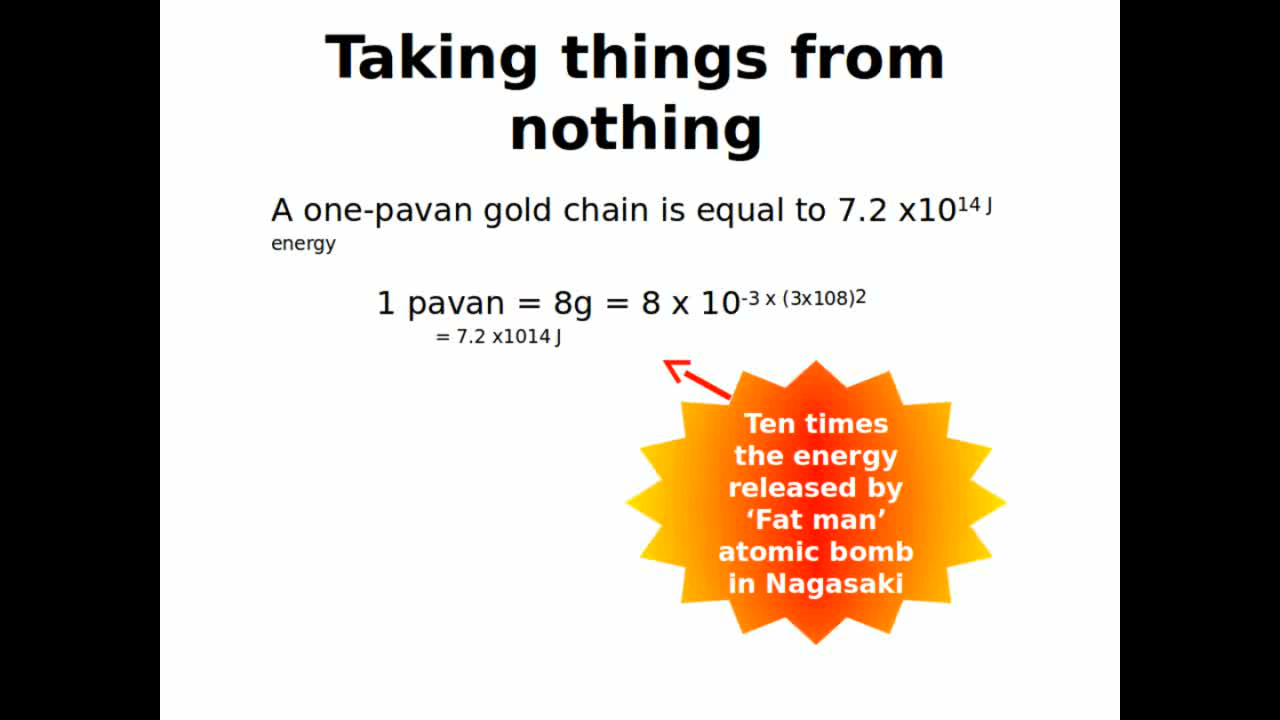 Taking things from
nothing
A one-pavan gold chain is equal to 7.2 x10¹⁴ ᴶ
energy
1 pavan = 8g = 8 x 10⁻³ ˣ ⁽³ˣ¹⁰⁸⁾²
= 7.2 x1014 J
Ten times
the energy
released by
‘Fat man’
atomic bomb
in Nagasaki